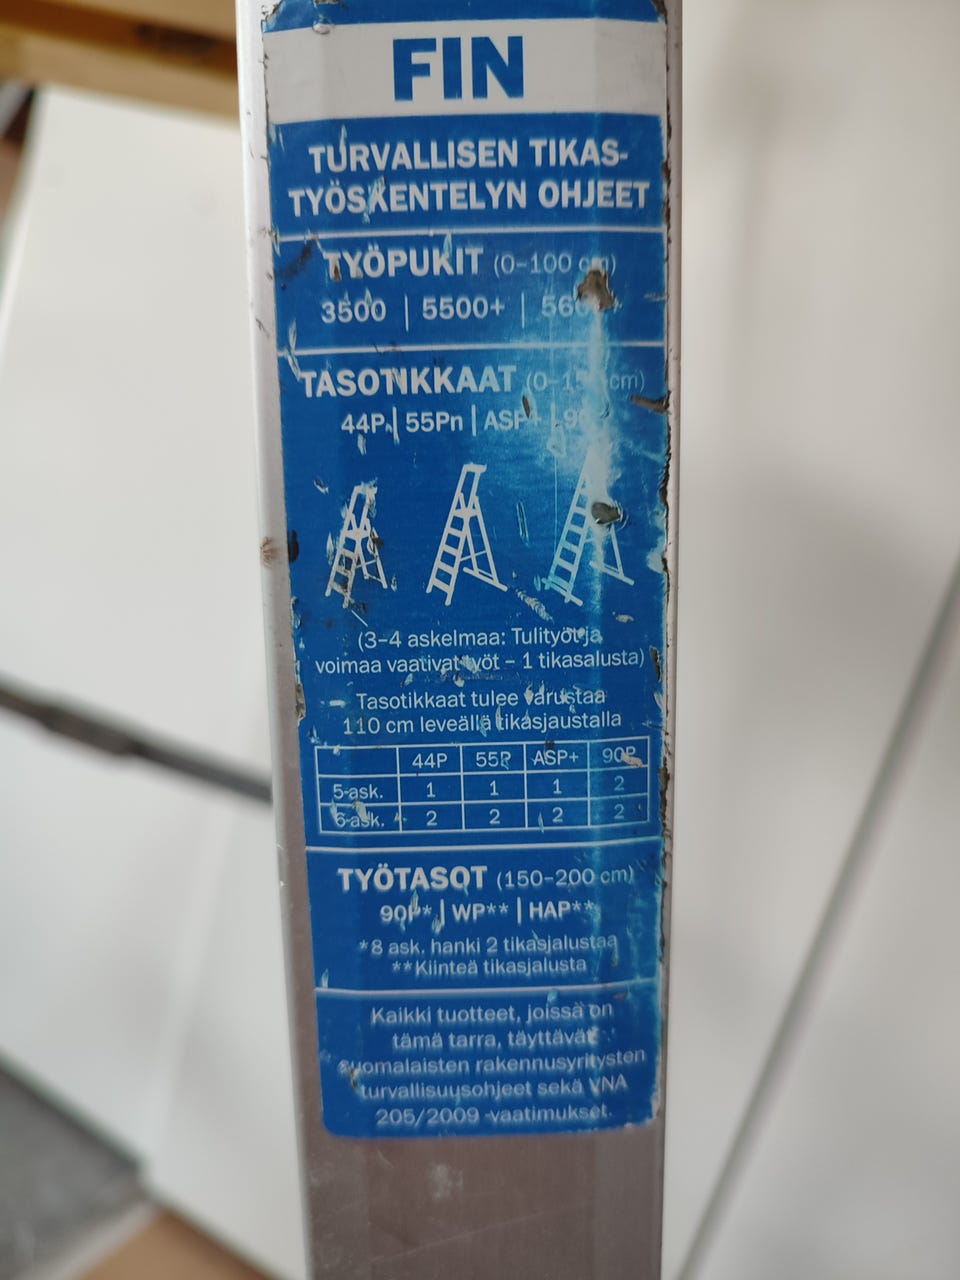 FIN
TURVALLISEN TIKAS-
TYÖSKENTELYN OHJEET
TYÖPUKIT (0–100 cm)
3500 | 5500+ |
TASOTIKKAAT
44P | 55Pn | ASP+ |
(3–4 askelmaa: Tulityöt ja
voimaa vaativat työt – 1 tikasalusta)
– Tasotikkaat tulee varustaa
110 cm leveällä tikasjaustalla
44P 55P ASP+ 90P
5-ask. 1 1 1 2
6-ask. 2 2 2 2
TYÖTASOT (150–200 cm)
90P* | WP** | HAP**
*8 ask. hanki 2 tikasjalustaa
**Kiinteä tikasjalusta
Kaikki tuotteet, joissa on
tämä tarra, täyttävät
suomalaisten rakennusyritysten
turvallisuusohjeet sekä VNA
205/2009 -vaatimukset.